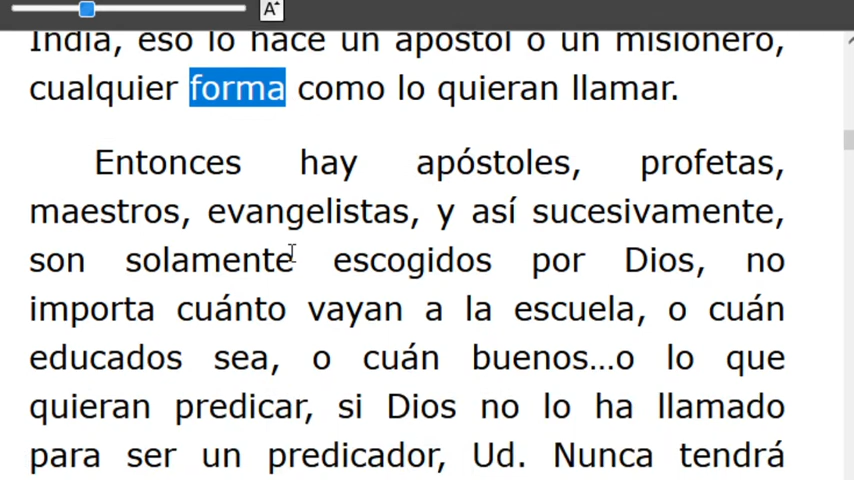 A
India, eso lo hace un apóstol o un misionero,
cualquier forma como lo quieran llamar.
Entonces hay apóstoles, profetas,
maestros, evangelistas, y así sucesivamente,
son solamente escogidos por Dios, no
importa cuánto vayan a la escuela, o cuán
educados sea, o cuán buenos...o lo que
quieran predicar, si Dios no lo ha llamado
para ser un predicador, Ud. Nunca tendrá